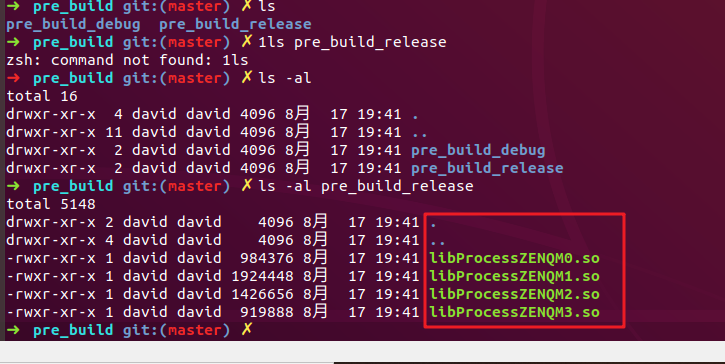 ➜ pre_build git:(master) ✗ ls
pre_build_debug pre_build_release
➜ pre_build git:(master) ✗ 1ls pre_build_release
zsh: command not found: 1ls
➜ pre_build git:(master) ✗ ls -al
total 16
drwxr-xr-x 4 david david 4096 8月 17 19:41 .
drwxr-xr-x 11 david david 4096 8月 17 19:41 ..
drwxr-xr-x 2 david david 4096 8月 17 19:41 pre_build_debug
drwxr-xr-x 2 david david 4096 8月 17 19:41 pre_build_release
➜ pre_build git:(master) ✗ ls -al pre_build_release
total 5148
drwxr-xr-x 2 david david 4096 8月 17 19:41 .
drwxr-xr-x 4 david david 4096 8月 17 19:41 ..
-rwxr-xr-x 1 david david 984376 8月 17 19:41 libProcessZENQM0.so
-rwxr-xr-x 1 david david 1924448 8月 17 19:41 libProcessZENQM1.so
-rwxr-xr-x 1 david david 1426656 8月 17 19:41 libProcessZENQM2.so
-rwxr-xr-x 1 david david 919888 8月 17 19:41 libProcessZENQM3.so
➜ pre_build git:(master) ✗